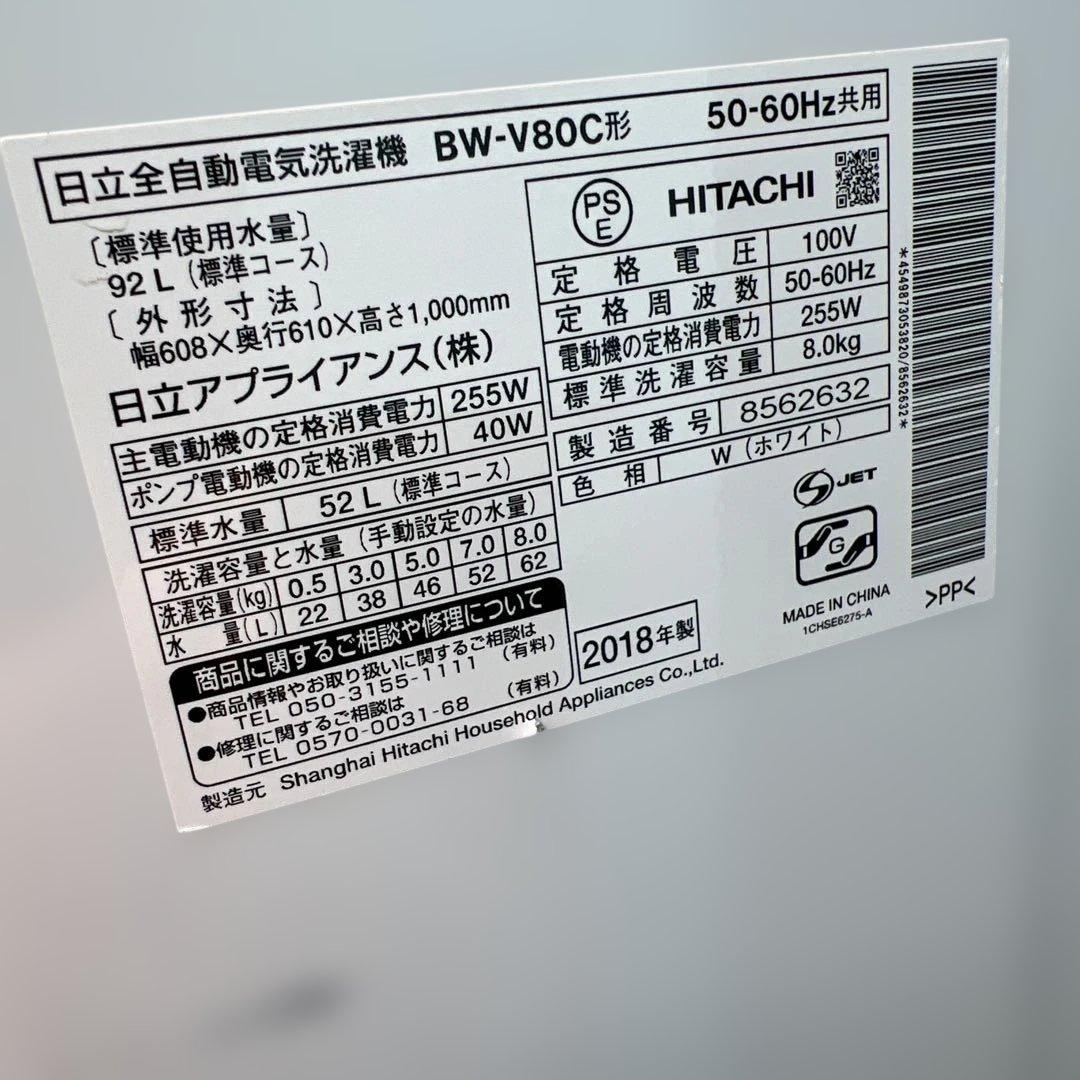 日立全自動電気洗濯機 BW-V80C形 50-60Hz共用
〔標準使用水量〕
92 L (標準コース)
〔外形寸法〕
幅608×奥行610×高さ1,000mm
日立アプライアンス(株)
主電動機の定格消費電力 255W
ポンプ電動機の定格消費電力 40W
標準水量 52 L (標準コース)
洗濯容量と水量 (手動設定の水量)
洗濯容量(kg) 0.5 3.0 5.0 7.0 8.0
水量(L) 22 38 46 52 62
商品に関するご相談や修理について
●商品情報やお取り扱いに関するご相談は
TEL 050-3155-1111 (有料)
●修理に関するご相談は
TEL 0570-0031-68 (有料)
製造元 Shanghai Hitachi Household Appliances Co.,Ltd.
PS
E
HITACHI
定格電圧 100V
定格周波数 50-60Hz
電動機の定格消費電力 255W
標準洗濯容量 8.0kg
製造番号 8562632
色相 W (ホワイト)
S JET
G
2018年製
MADE IN CHINA
1CHSE6275-A
>PP<
*4549873053820/8562632*